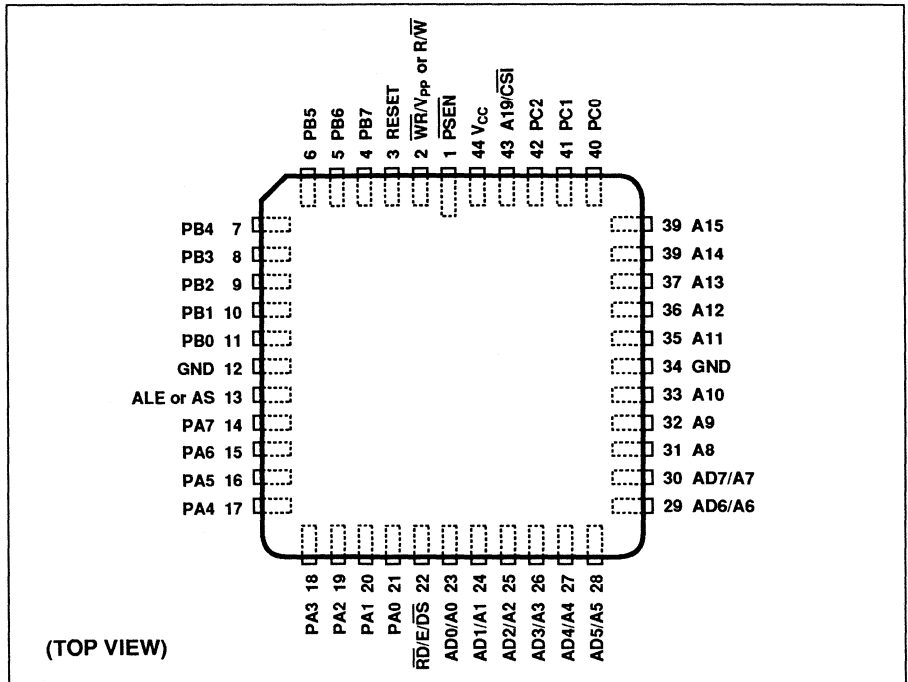 6 PB5
5 PB6
4 PB7
3 RESET
2 W̅R̅/VPP or R/W̅
1 P̅S̅E̅N̅
44 VCC
43 A19/C̅S̅I̅
42 PC2
41 PC1
40 PC0
PB4 7
PB3 8
PB2 9
PB1 10
PB0 11
GND 12
ALE or AS 13
PA7 14
PA6 15
PA5 16
PA4 17
39 A15
39 A14
37 A13
36 A12
35 A11
34 GND
33 A10
32 A9
31 A8
30 AD7/A7
29 AD6/A6
PA3 18
PA2 19
PA1 20
PA0 21
R̅D̅/E/D̅S̅ 22
AD0/A0 23
AD1/A1 24
AD2/A2 25
AD3/A3 26
AD4/A4 27
AD5/A5 28
(TOP VIEW)